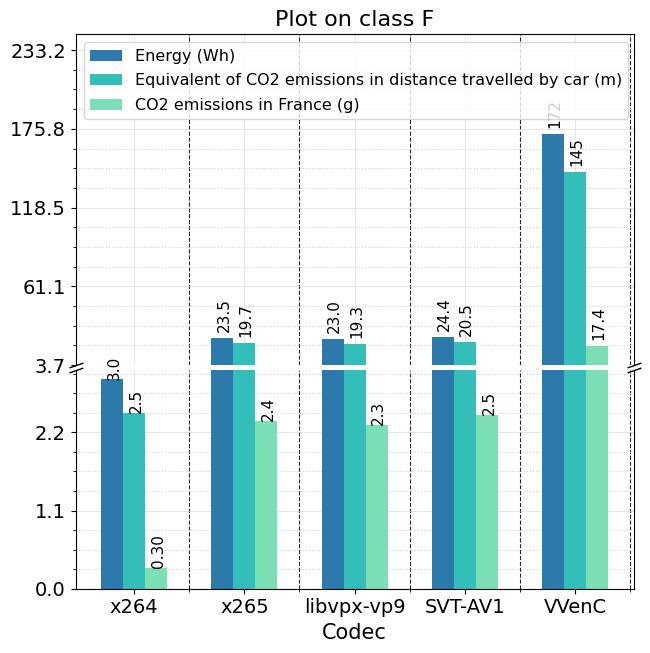 Plot on class F
Energy (Wh)
Equivalent of CO2 emissions in distance travelled by car (m)
CO2 emissions in France (g)
233.2
175.8
118.5
61.1
3.7
2.2
1.1
0.0
3.0
2.5
0.30
23.5
19.7
2.4
23.0
19.3
2.3
24.4
20.5
2.5
172
145
17.4
x264
x265
libvpx-vp9
SVT-AV1
VVenC
Codec